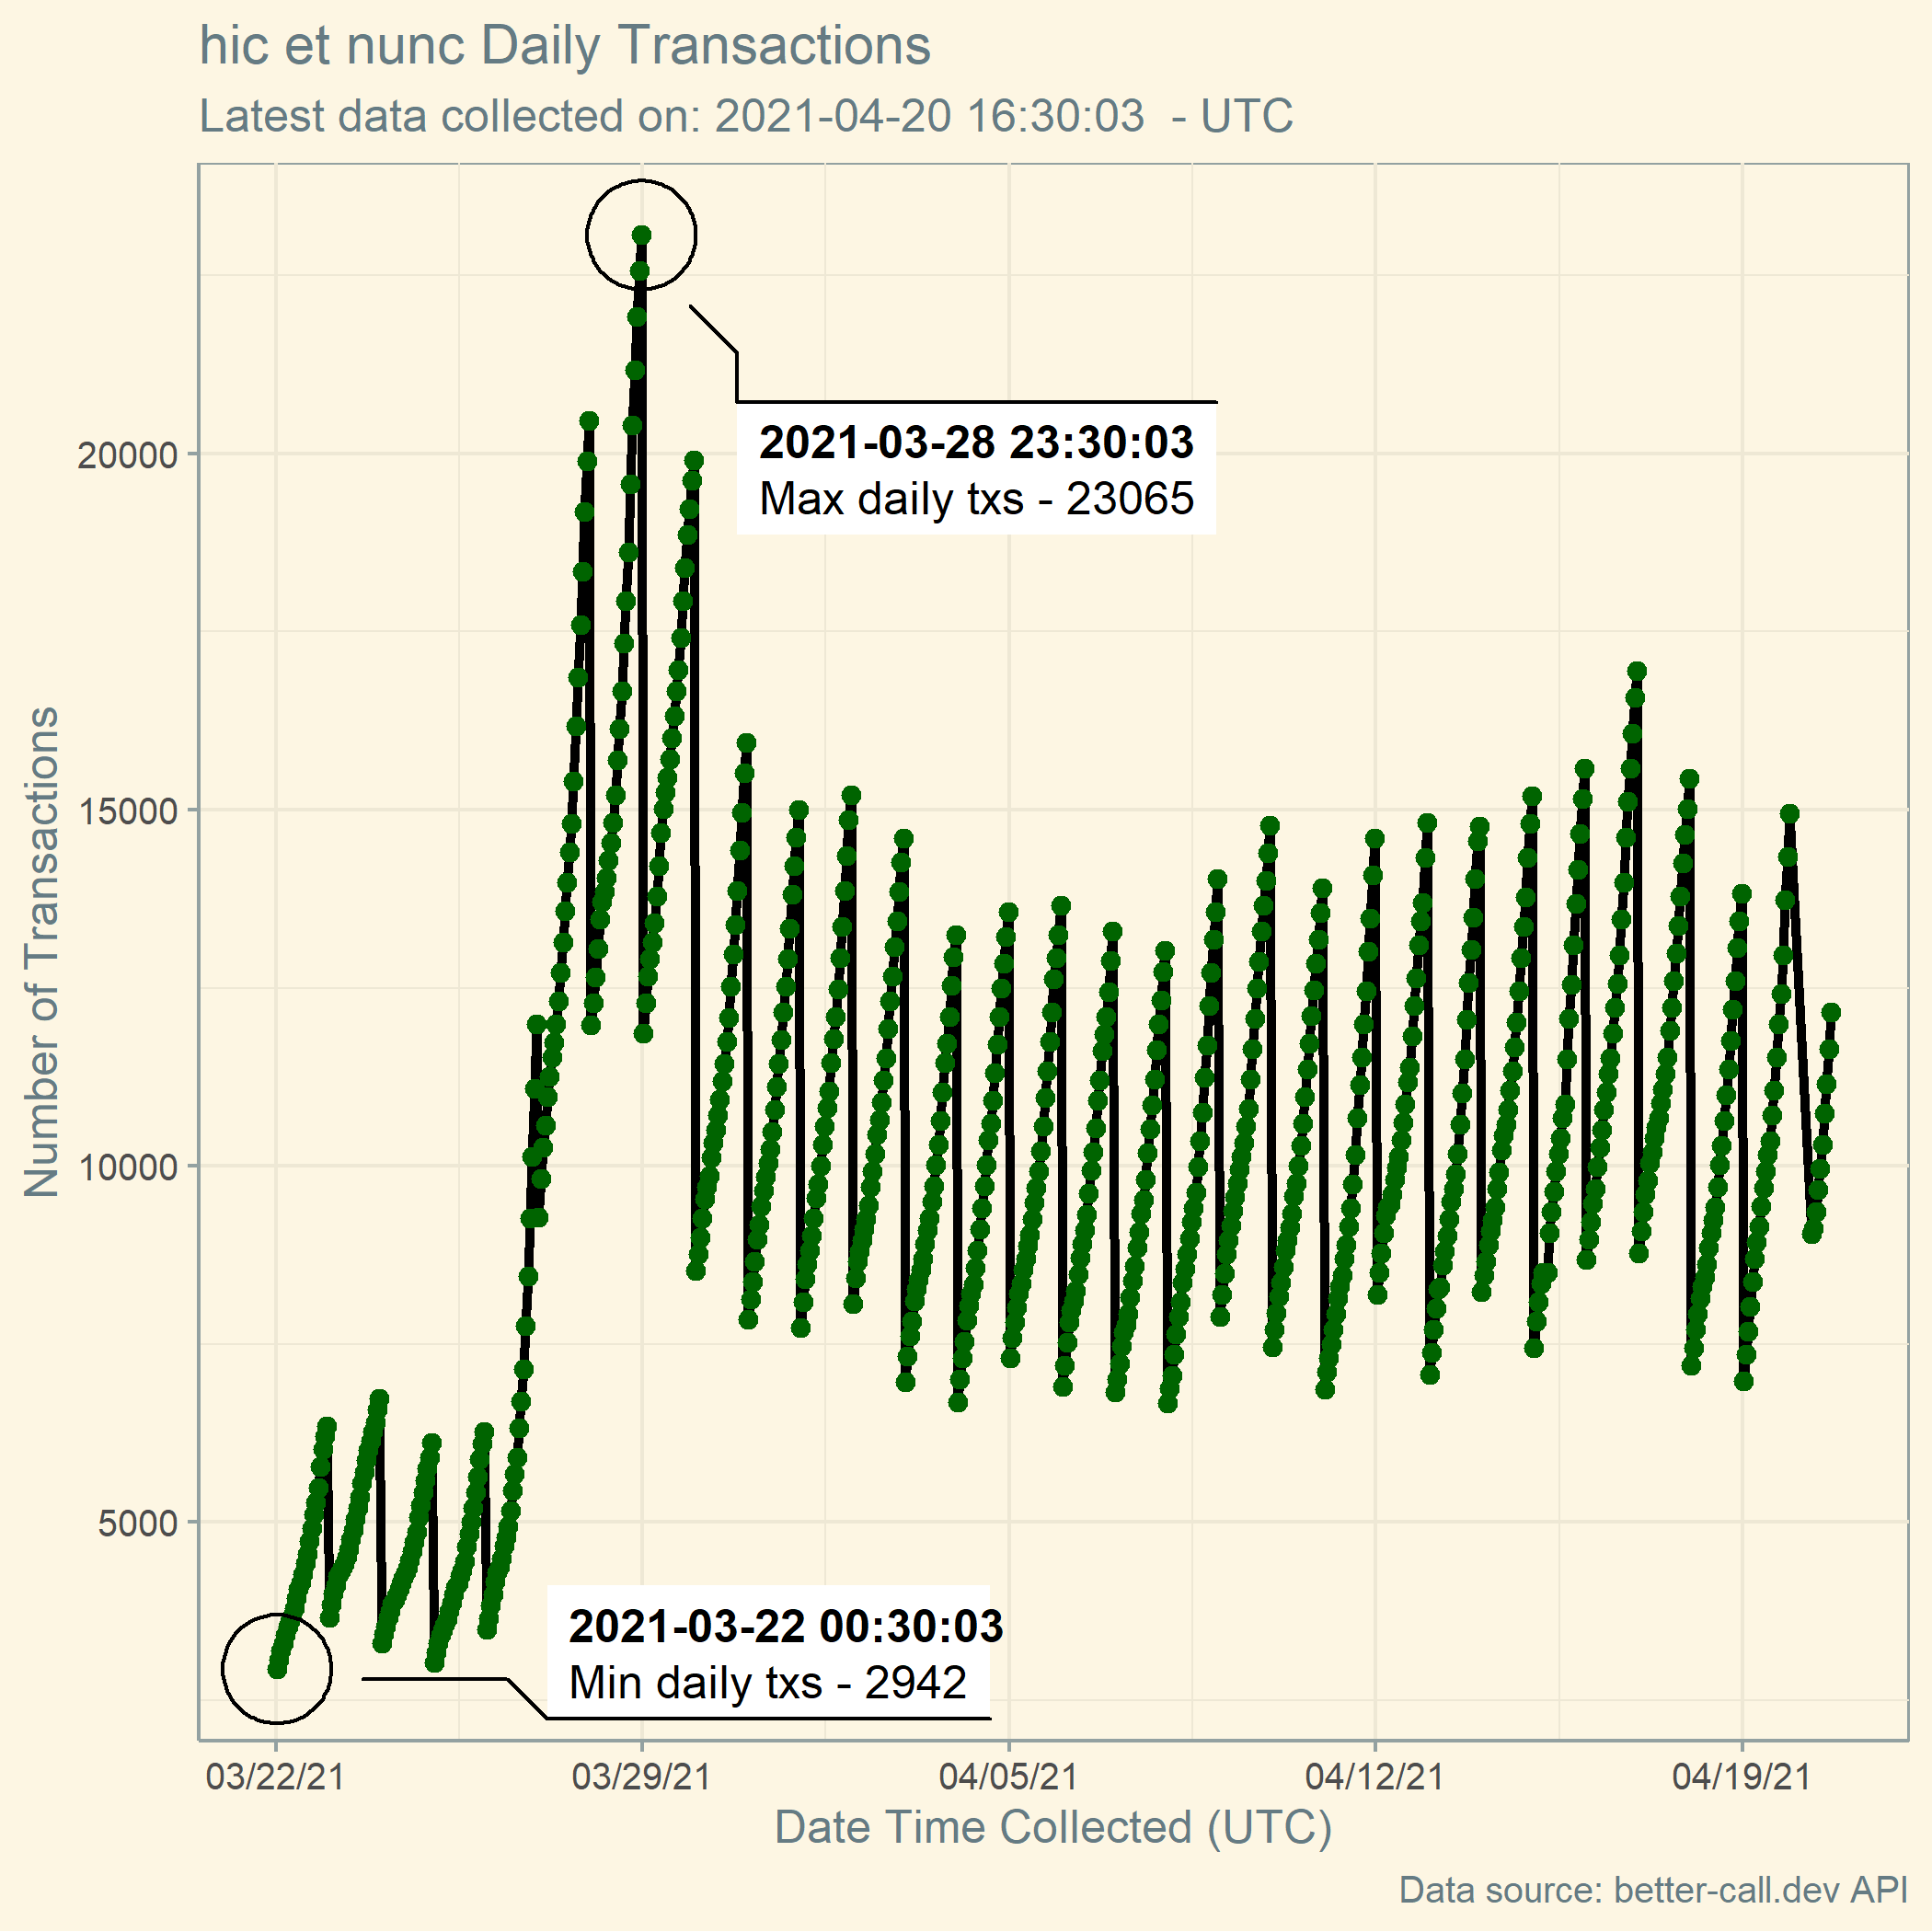 hic et nunc Daily Transactions
Latest data collected on: 2021-04-20 16:30:03  - UTC
Number of Transactions
20000
15000
10000
5000
2021-03-28 23:30:03
Max daily txs - 23065
2021-03-22 00:30:03
Min daily txs - 2942
03/22/21
03/29/21
04/05/21
04/12/21
04/19/21
Date Time Collected (UTC)
Data source: better-call.dev API